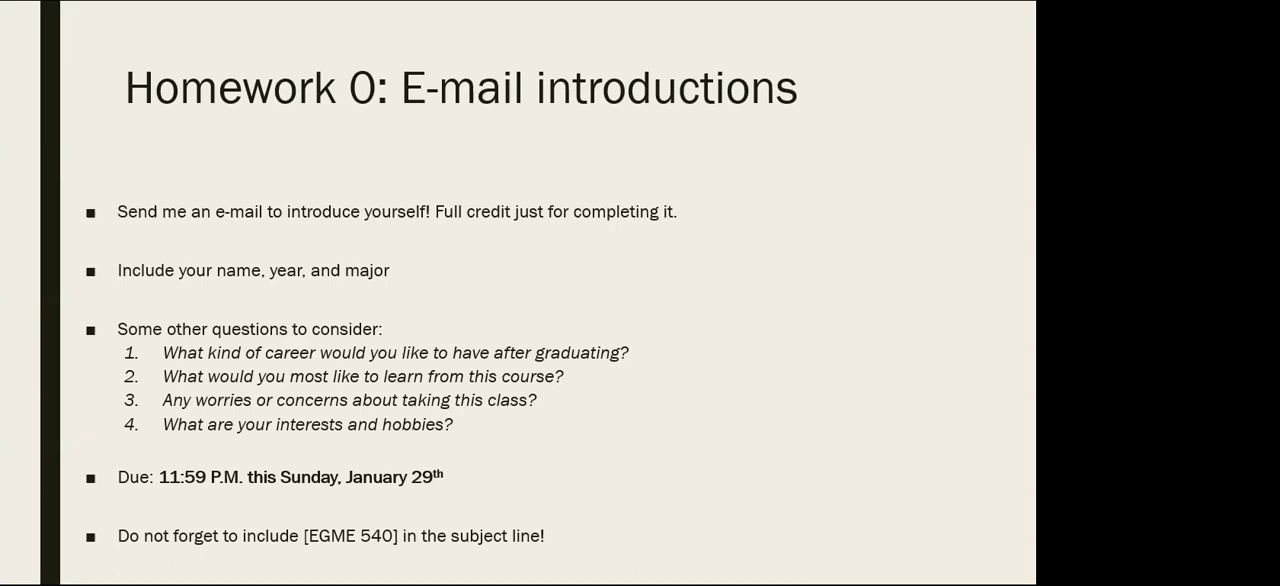 Homework 0: E-mail introductions
■ Send me an e-mail to introduce yourself! Full credit just for completing it.
■ Include your name, year, and major
■ Some other questions to consider:
1. What kind of career would you like to have after graduating?
2. What would you most like to learn from this course?
3. Any worries or concerns about taking this class?
4. What are your interests and hobbies?
■ Due: 11:59 P.M. this Sunday, January 29th
■ Do not forget to include [EGME 540] in the subject line!